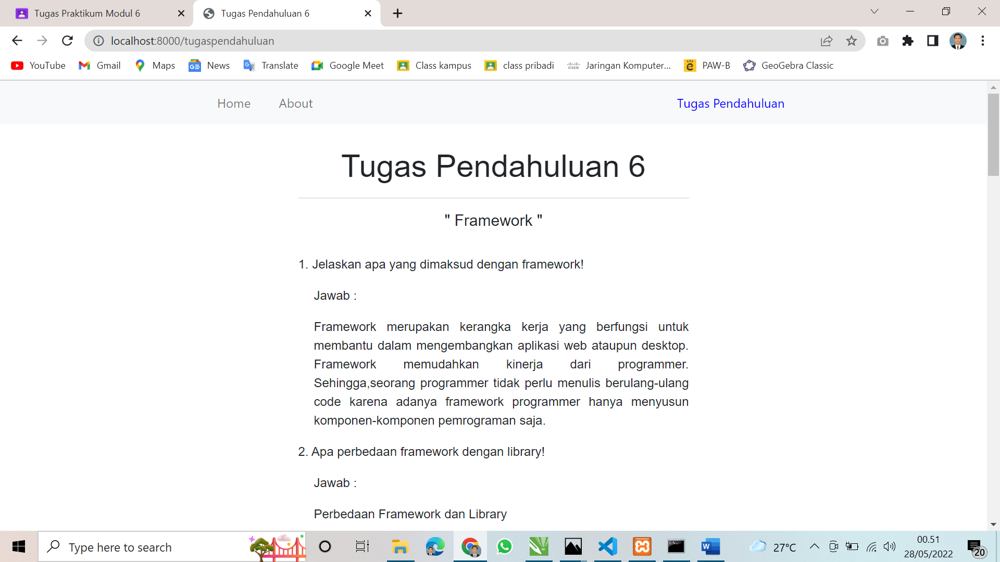 Tugas Praktikum Modul 6
Tugas Pendahuluan 6
localhost:8000/tugaspendahuluan
YouTube
Gmail
Maps
News
Translate
Google Meet
Class kampus
class pribadi
Jaringan Komputer...
PAW-B
GeoGebra Classic
Home
About
Tugas Pendahuluan
Tugas Pendahuluan 6
" Framework "
1. Jelaskan apa yang dimaksud dengan framework!
Jawab :
Framework merupakan kerangka kerja yang berfungsi untuk
membantu dalam mengembangkan aplikasi web ataupun desktop.
Framework memudahkan kinerja dari programmer.
Sehingga,seorang programmer tidak perlu menulis berulang-ulang
code karena adanya framework programmer hanya menyusun
komponen-komponen pemrograman saja.
2. Apa perbedaan framework dengan library!
Jawab :
Perbedaan Framework dan Library
Type here to search
27°C
00.51
28/05/2022
20